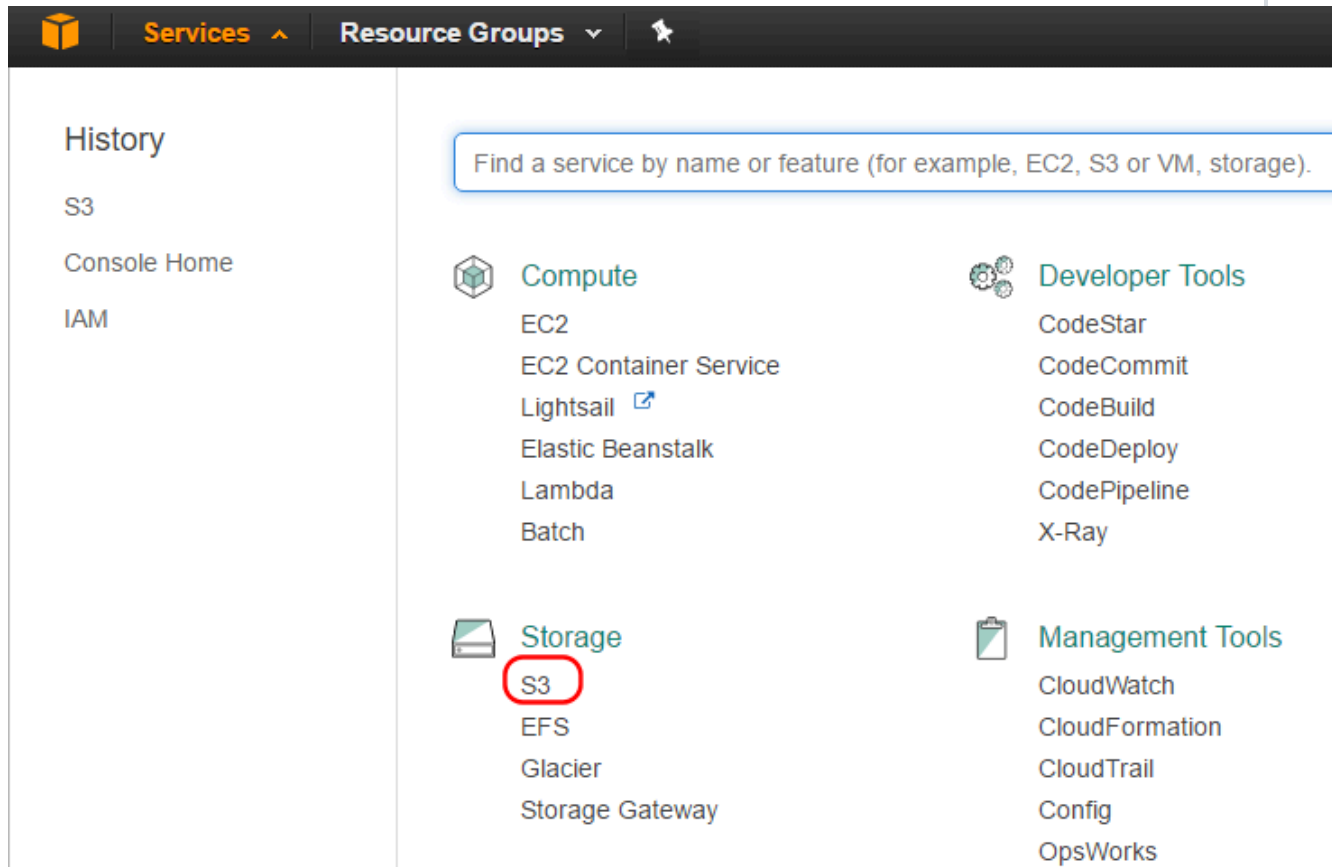 Services
Resource Groups
History
S3
Console Home
IAM
Find a service by name or feature (for example, EC2, S3 or VM, storage).
Compute
EC2
EC2 Container Service
Lightsail
Elastic Beanstalk
Lambda
Batch
Developer Tools
CodeStar
CodeCommit
CodeBuild
CodeDeploy
CodePipeline
X-Ray
Storage
S3
EFS
Glacier
Storage Gateway
Management Tools
CloudWatch
CloudFormation
CloudTrail
Config
OpsWorks